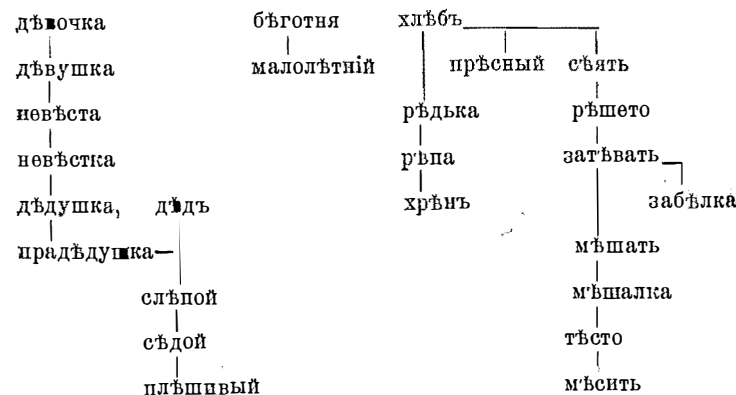 дѣвочка бѣготня хлѣбъ
дѣвушка малолѣтній прѣсный сѣять
невѣста рѣдька рѣшето
невѣстка рѣпа затѣвать
дѣдушка, дѣдъ хрѣнъ забѣлка
прадѣдушка мѣшать
слѣпой мѣшалка
сѣдой тѣсто
плѣшивый мѣсить